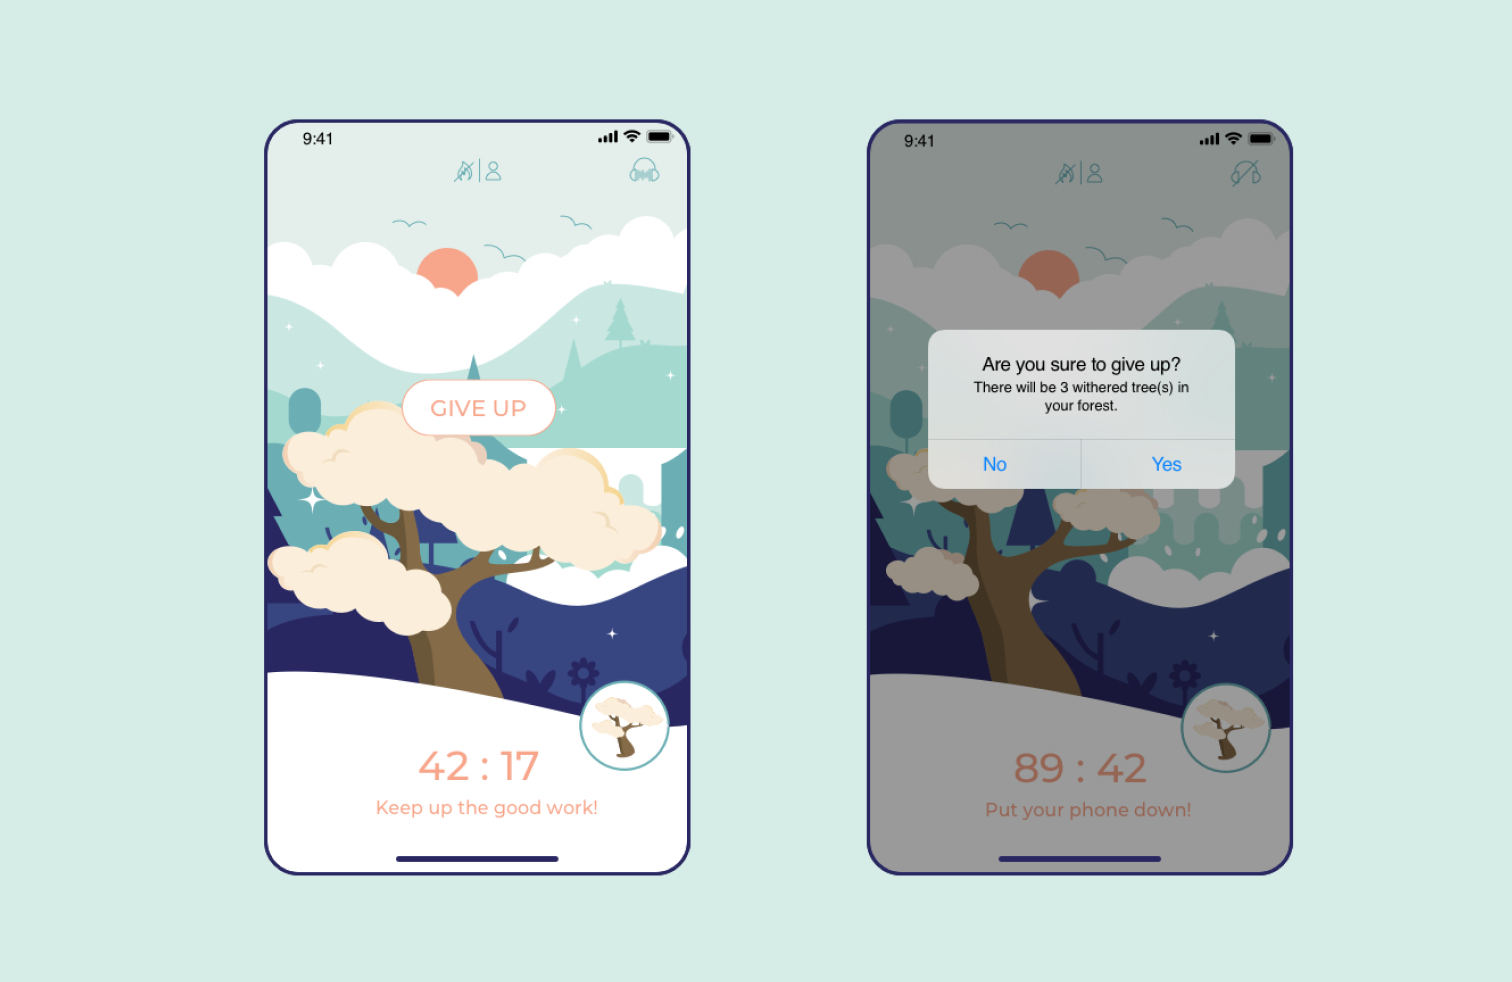 9:41
GIVE UP
42 : 17
Keep up the good work!
9:41
Are you sure to give up?
There will be 3 withered tree(s) in
your forest.
No
Yes
89 : 42
Put your phone down!